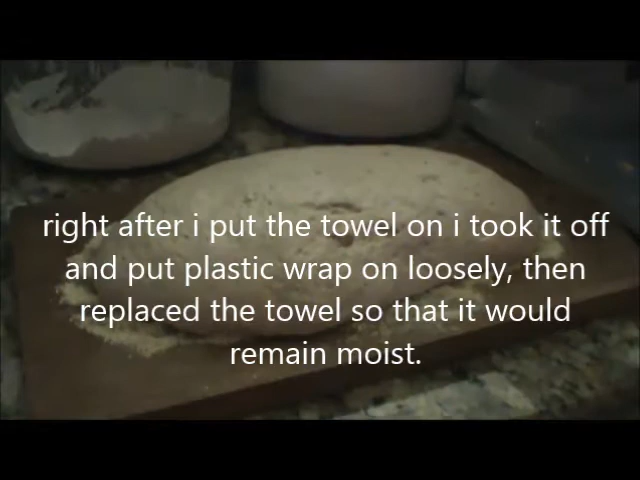 right after i put the towel on i took it off
and put plastic wrap on loosely, then
replaced the towel so that it would
remain moist.